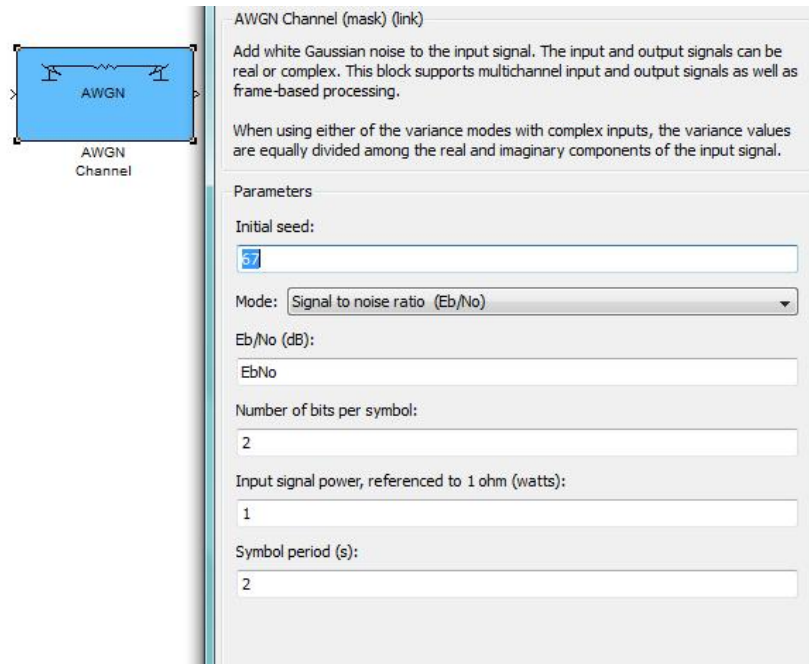 AWGN
AWGN
Channel
AWGN Channel (mask) (link)
Add white Gaussian noise to the input signal. The input and output signals can be
real or complex. This block supports multichannel input and output signals as well as
frame-based processing.
When using either of the variance modes with complex inputs, the variance values
are equally divided among the real and imaginary components of the input signal.
Parameters
Initial seed:
67
Mode: Signal to noise ratio (Eb/No)
Eb/No (dB):
EbNo
Number of bits per symbol:
2
Input signal power, referenced to 1 ohm (watts):
1
Symbol period (s):
2